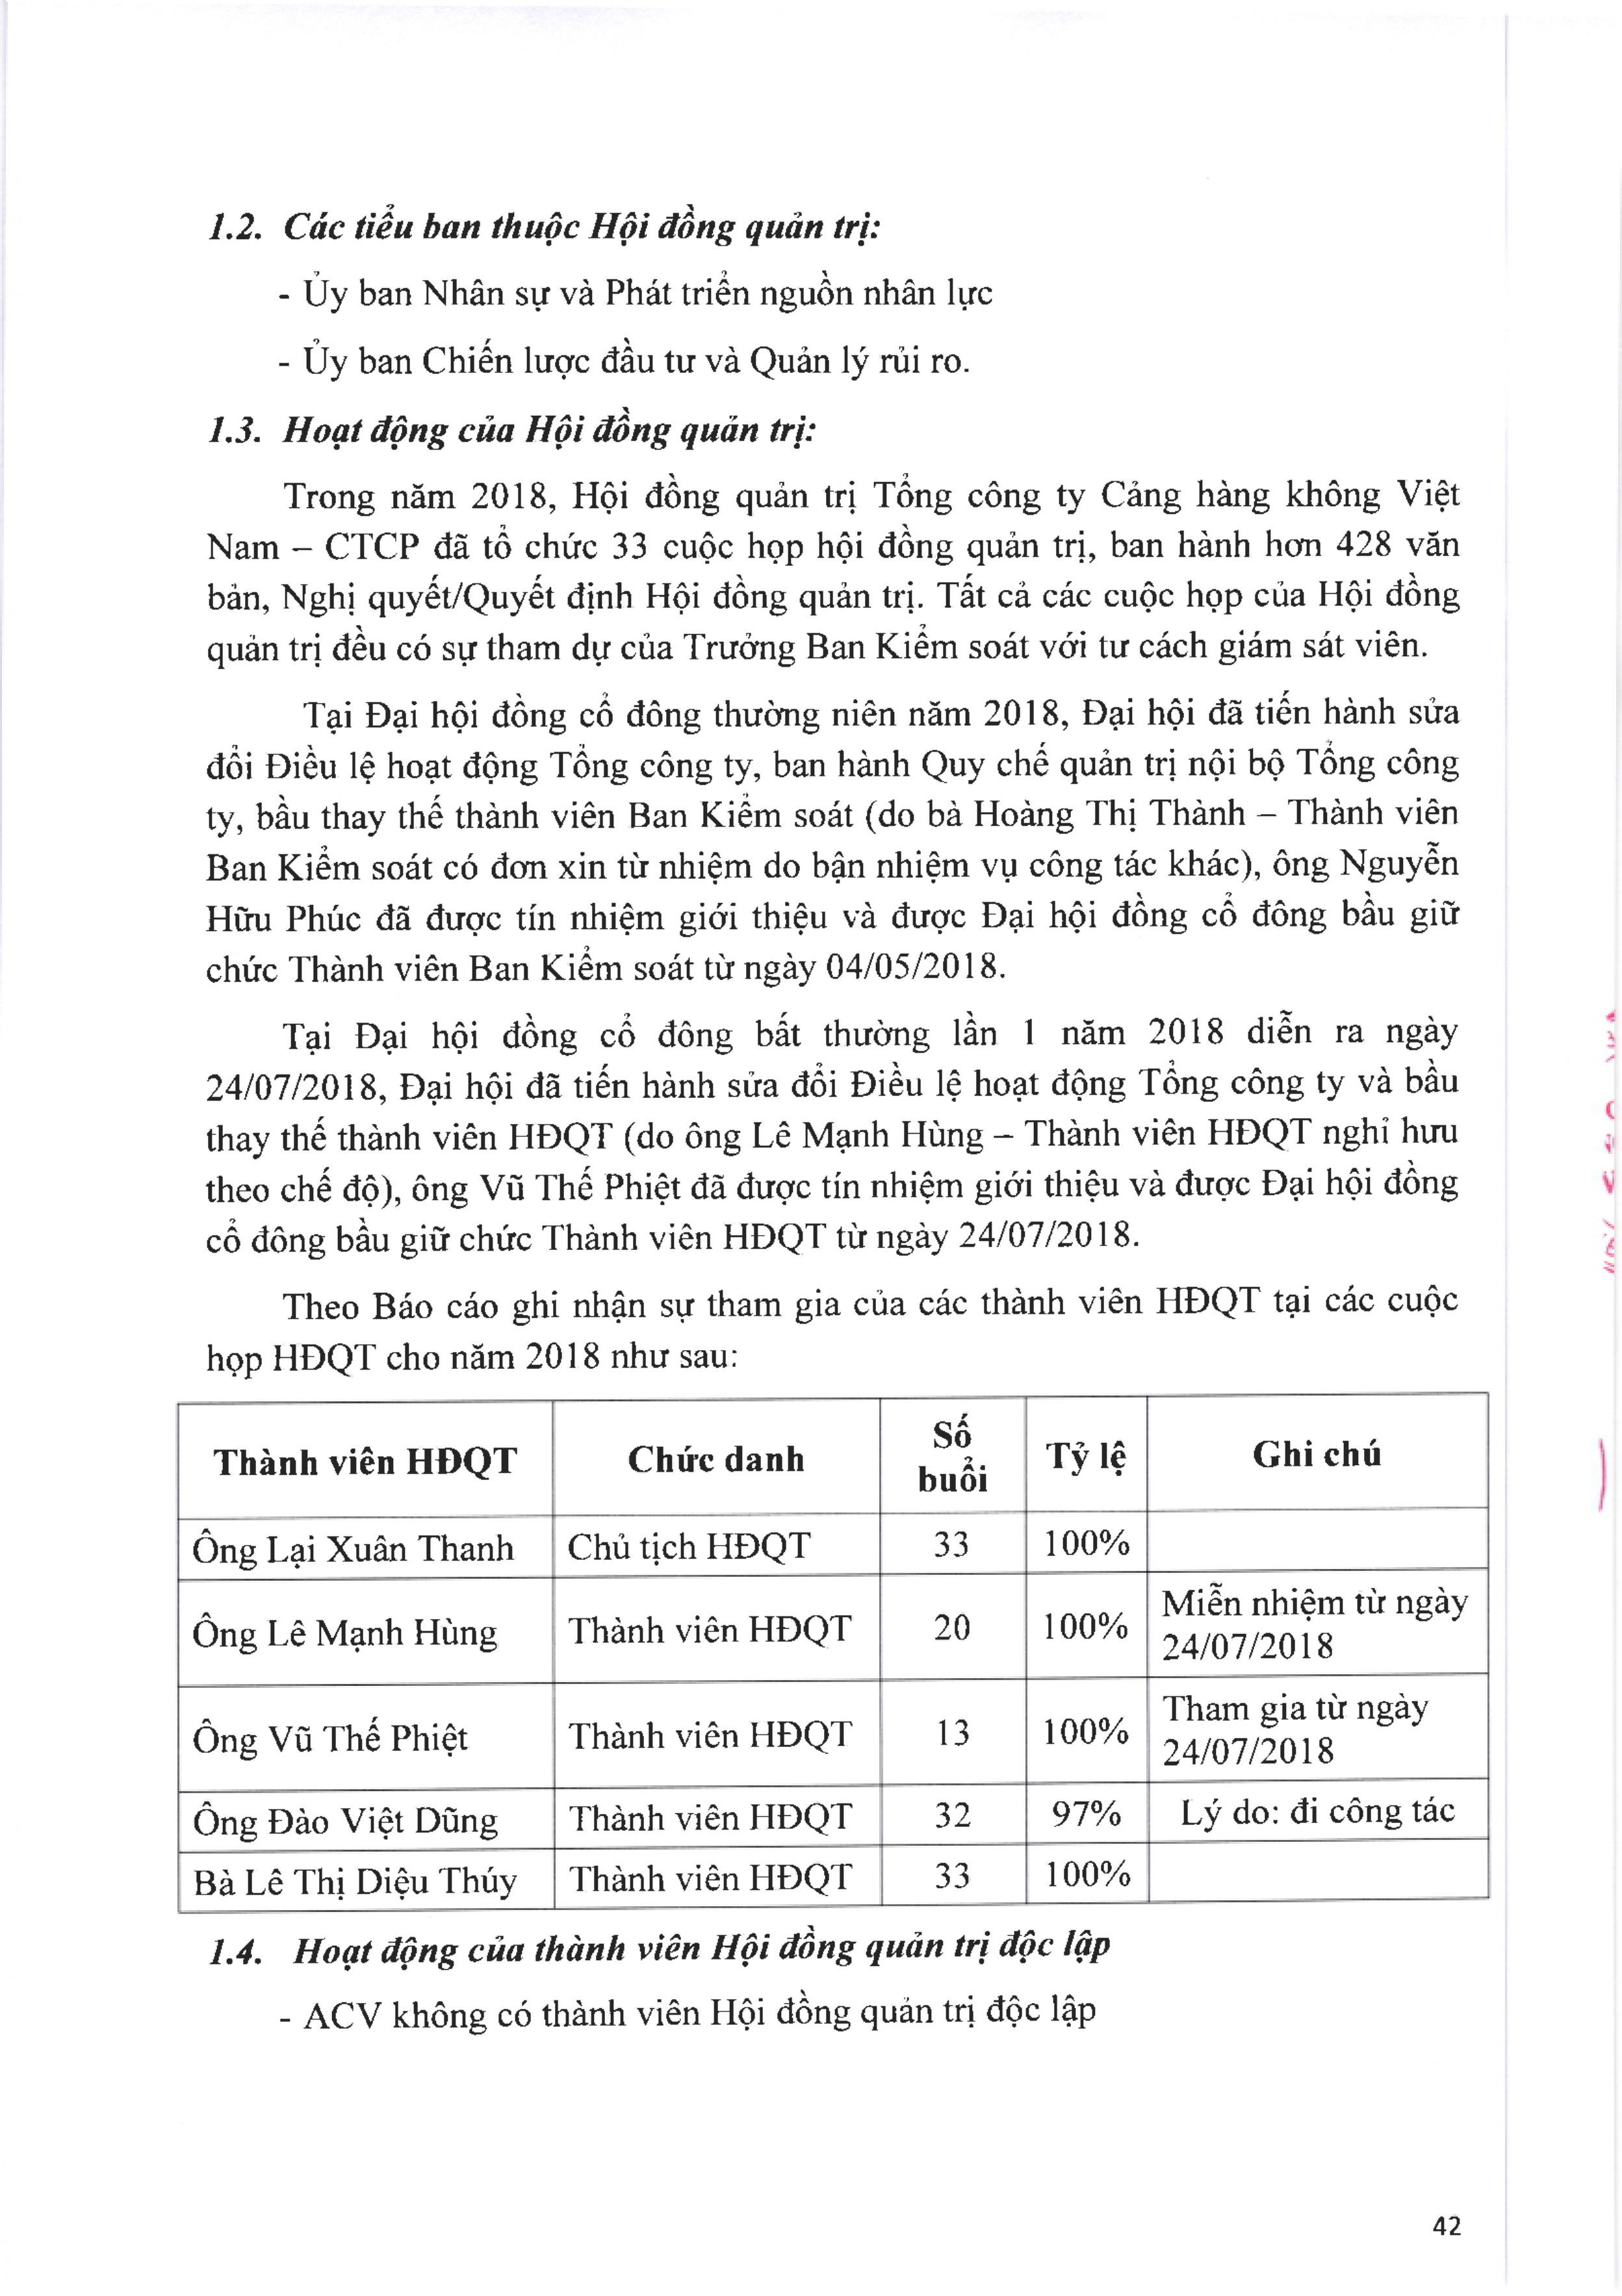 1.2. Các tiểu ban thuộc Hội đồng quản trị:
- Ủy ban Nhân sự và Phát triển nguồn nhân lực
- Ủy ban Chiến lược đầu tư và Quản lý rủi ro.
1.3. Hoạt động của Hội đồng quản trị:
Trong năm 2018, Hội đồng quản trị Tổng công ty Cảng hàng không Việt
Nam – CTCP đã tổ chức 33 cuộc họp hội đồng quản trị, ban hành hơn 428 văn
bản, Nghị quyết/Quyết định Hội đồng quản trị. Tất cả các cuộc họp của Hội đồng
quản trị đều có sự tham dự của Trưởng Ban Kiểm soát với tư cách giám sát viên.
Tại Đại hội đồng cổ đông thường niên năm 2018, Đại hội đã tiến hành sửa
đổi Điều lệ hoạt động Tổng công ty, ban hành Quy chế quản trị nội bộ Tổng công
ty, bầu thay thế thành viên Ban Kiểm soát (do bà Hoàng Thị Thành – Thành viên
Ban Kiểm soát có đơn xin từ nhiệm do bận nhiệm vụ công tác khác), ông Nguyễn
Hữu Phúc đã được tín nhiệm giới thiệu và được Đại hội đồng cổ đông bầu giữ
chức Thành viên Ban Kiểm soát từ ngày 04/05/2018.
Tại Đại hội đồng cổ đông bất thường lần 1 năm 2018 diễn ra ngày
24/07/2018, Đại hội đã tiến hành sửa đổi Điều lệ hoạt động Tổng công ty và bầu
thay thế thành viên HĐQT (do ông Lê Mạnh Hùng – Thành viên HĐQT nghỉ hưu
theo chế độ), ông Vũ Thế Phiệt đã được tín nhiệm giới thiệu và được Đại hội đồng
cổ đông bầu giữ chức Thành viên HĐQT từ ngày 24/07/2018.
Theo Báo cáo ghi nhận sự tham gia của các thành viên HĐQT tại các cuộc
họp HĐQT cho năm 2018 như sau:
Thành viên HĐQT Chức danh Số buổi Tỷ lệ Ghi chú
Ông Lại Xuân Thanh Chủ tịch HĐQT 33 100%
Ông Lê Mạnh Hùng Thành viên HĐQT 20 100% Miễn nhiệm từ ngày
24/07/2018
Ông Vũ Thế Phiệt Thành viên HĐQT 13 100% Tham gia từ ngày
24/07/2018
Ông Đào Việt Dũng Thành viên HĐQT 32 97% Lý do: đi công tác
Bà Lê Thị Diệu Thúy Thành viên HĐQT 33 100%
1.4. Hoạt động của thành viên Hội đồng quản trị độc lập
- ACV không có thành viên Hội đồng quản trị độc lập
42